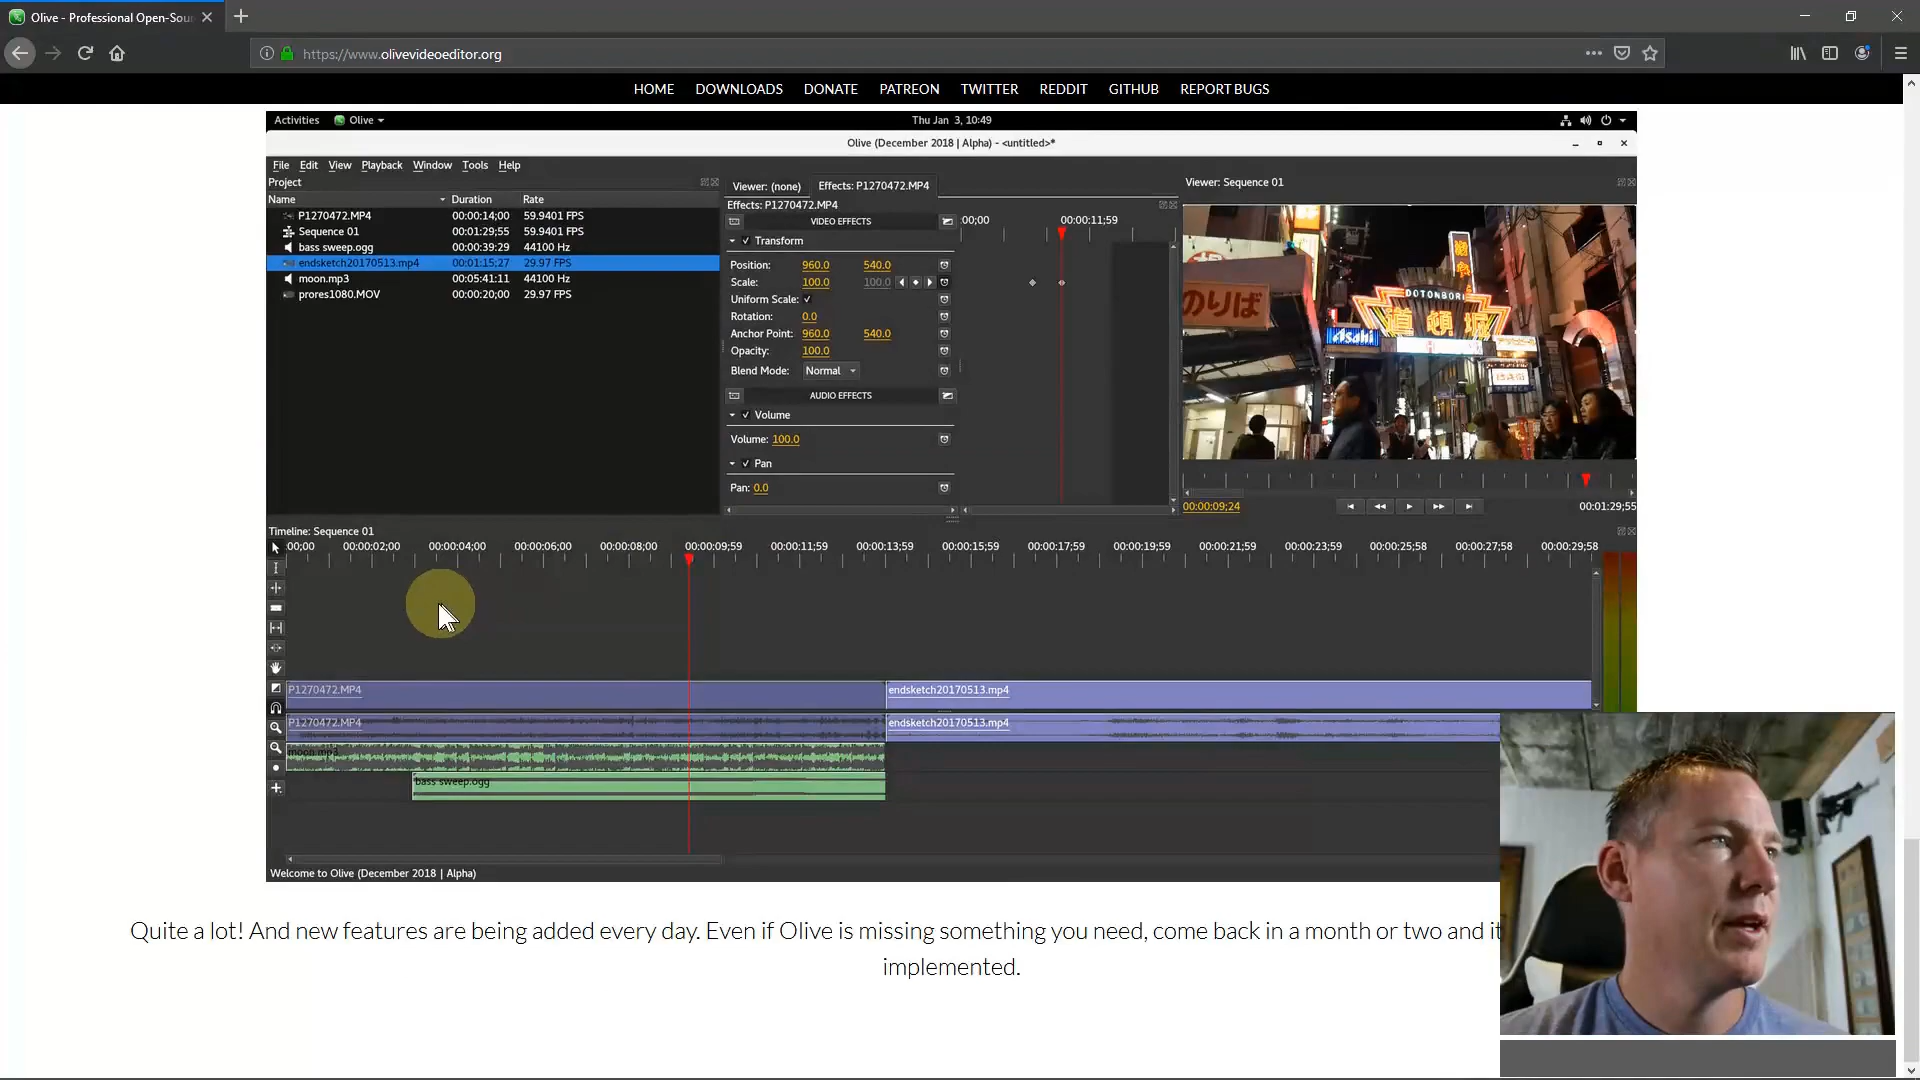 Olive - Professional Open-Sou
https://www.olivevideoeditor.org
HOME DOWNLOADS DONATE PATREON TWITTER REDDIT GITHUB REPORT BUGS
Activities Olive Thu Jan 3, 10:49
Olive (December 2018 | Alpha) - <untitled>*
File Edit View Playback Window Tools Help
Project
Name Duration Rate
P1270472.MP4 00:00:14;00 59.9401 FPS
Sequence 01 00:01:29;55 59.9401 FPS
bass sweep.ogg 00:00:39:29 44100 Hz
endsketch20170513.mp4 00:01:15;27 29.97 FPS
moon.mp3 00:05:41:11 44100 Hz
prores1080.MOV 00:00:20;00 29.97 FPS
Viewer: (none) Effects: P1270472.MP4
Effects: P1270472.MP4
VIDEO EFFECTS :00;00 00:00:11;59
Transform
Position: 960.0 540.0
Scale: 100.0 100.0
Uniform Scale:
Rotation: 0.0
Anchor Point: 960.0 540.0
Opacity: 100.0
Blend Mode: Normal
AUDIO EFFECTS
Volume
Volume: 100.0
Pan
Pan: 0.0
Viewer: Sequence 01
のりば
DOTONBORI
道頓堀
Asahi
00:00:09;24 00:01:29;55
Timeline: Sequence 01
:00;00 00:00:02;00 00:00:04;00 00:00:06;00 00:00:08;00 00:00:09;59 00:00:11;59 00:00:13;59 00:00:15;59 00:00:17;59 00:00:19;59 00:00:21;59 00:00:23;59 00:00:25;58 00:00:27;58 00:00:29;58
P1270472.MP4 endsketch20170513.mp4
P1270472.MP4 endsketch20170513.mp4
moon.mp3
bass sweep.ogg
Welcome to Olive (December 2018 | Alpha)
Quite a lot! And new features are being added every day. Even if Olive is missing something you need, come back in a month or two and it
implemented.